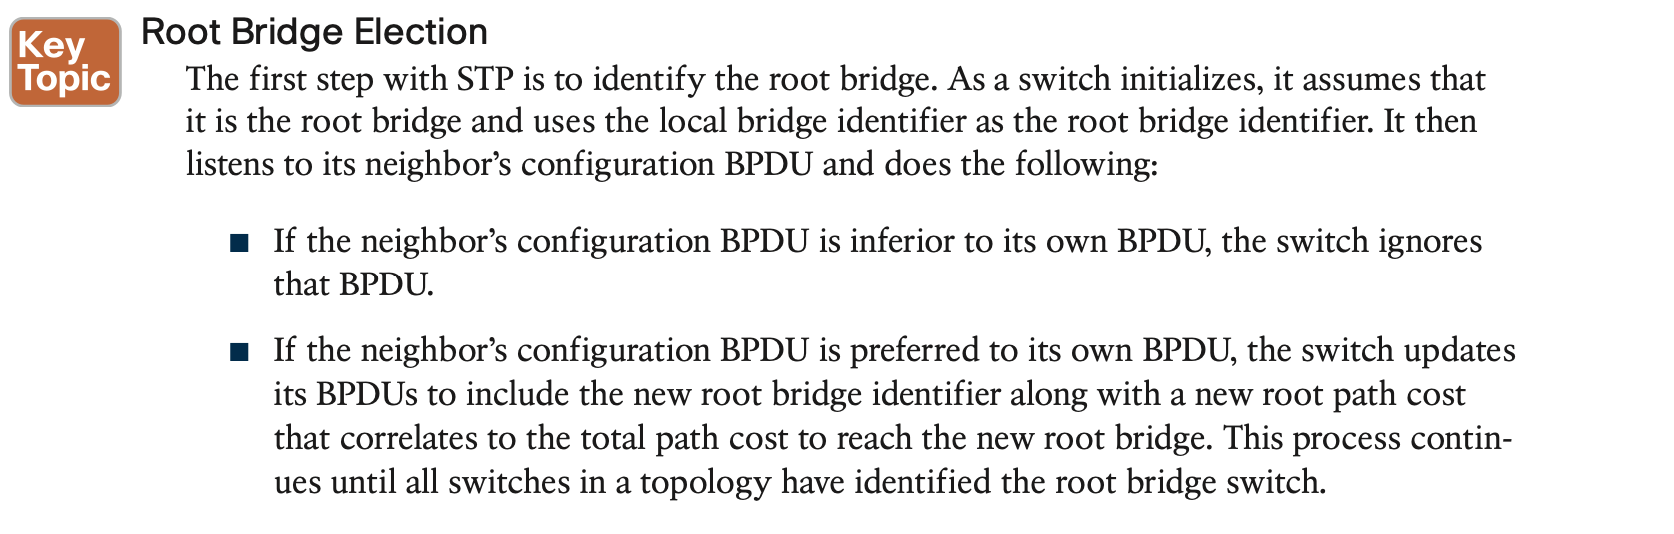 Key
Topic
Root Bridge Election
The first step with STP is to identify the root bridge. As a switch initializes, it assumes that
it is the root bridge and uses the local bridge identifier as the root bridge identifier. It then
listens to its neighbor’s configuration BPDU and does the following:
■ If the neighbor’s configuration BPDU is inferior to its own BPDU, the switch ignores
that BPDU.
■ If the neighbor’s configuration BPDU is preferred to its own BPDU, the switch updates
its BPDUs to include the new root bridge identifier along with a new root path cost
that correlates to the total path cost to reach the new root bridge. This process contin-
ues until all switches in a topology have identified the root bridge switch.